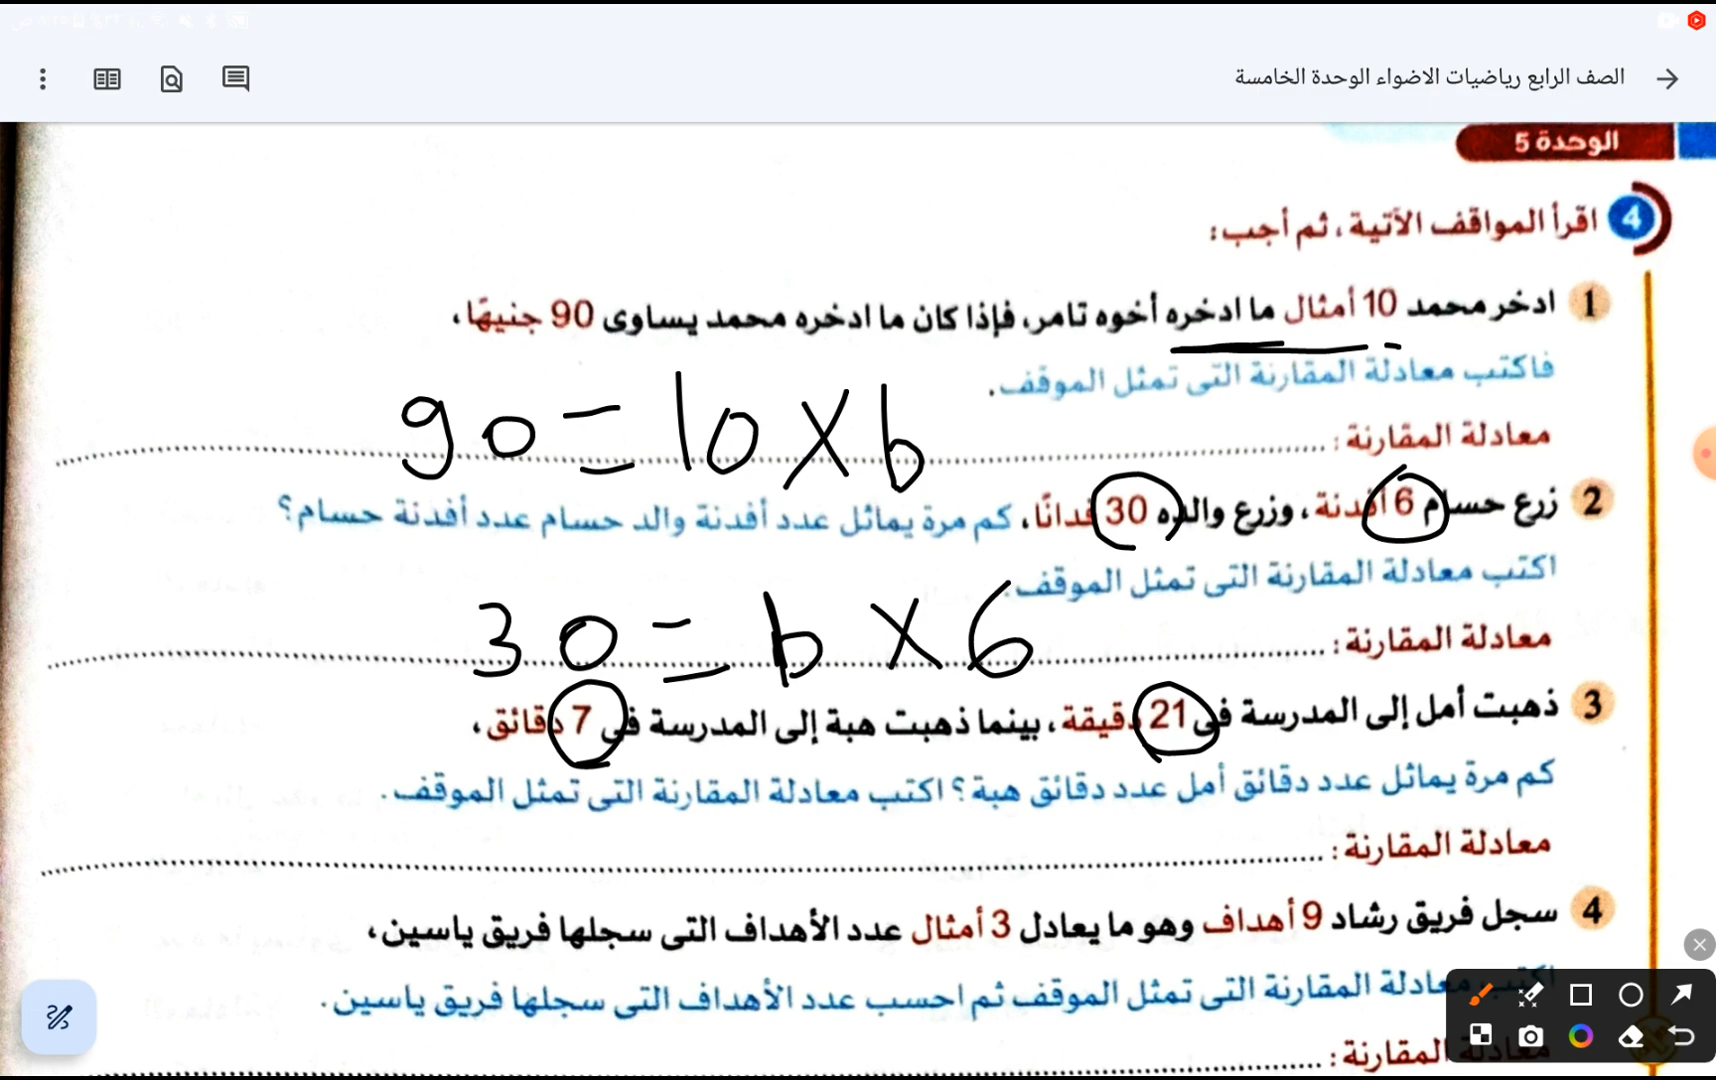 الصف الرابع رياضيات الاضواء الوحدة الخامسة
الوحدة 5
4 اقرأ المواقف الآتية، ثم أجب:
1 ادخر محمد 10 أمثال ما ادخره أخوه تامر، فإذا كان ما ادخره محمد يساوى 90 جنيهًا،
فاكتب معادلة المقارنة التى تمثل الموقف.
معادلة المقارنة:
90 = 10 × b
2 زرع حسام 6 أفدنة، وزرع والده 30 فدانًا، كم مرة يماثل عدد أفدنة والد حسام عدد أفدنة حسام؟
اكتب معادلة المقارنة التى تمثل الموقف:
معادلة المقارنة:
30 = b × 6
3 ذهبت أمل إلى المدرسة فى 21 دقيقة، بينما ذهبت هبة إلى المدرسة فى 7 دقائق،
كم مرة يماثل عدد دقائق أمل عدد دقائق هبة؟ اكتب معادلة المقارنة التى تمثل الموقف.
معادلة المقارنة:
4 سجل فريق رشاد 9 أهداف وهو ما يعادل 3 أمثال عدد الأهداف التى سجلها فريق ياسين،
اكتب معادلة المقارنة التى تمثل الموقف ثم احسب عدد الأهداف التى سجلها فريق ياسين.
معادلة المقارنة: